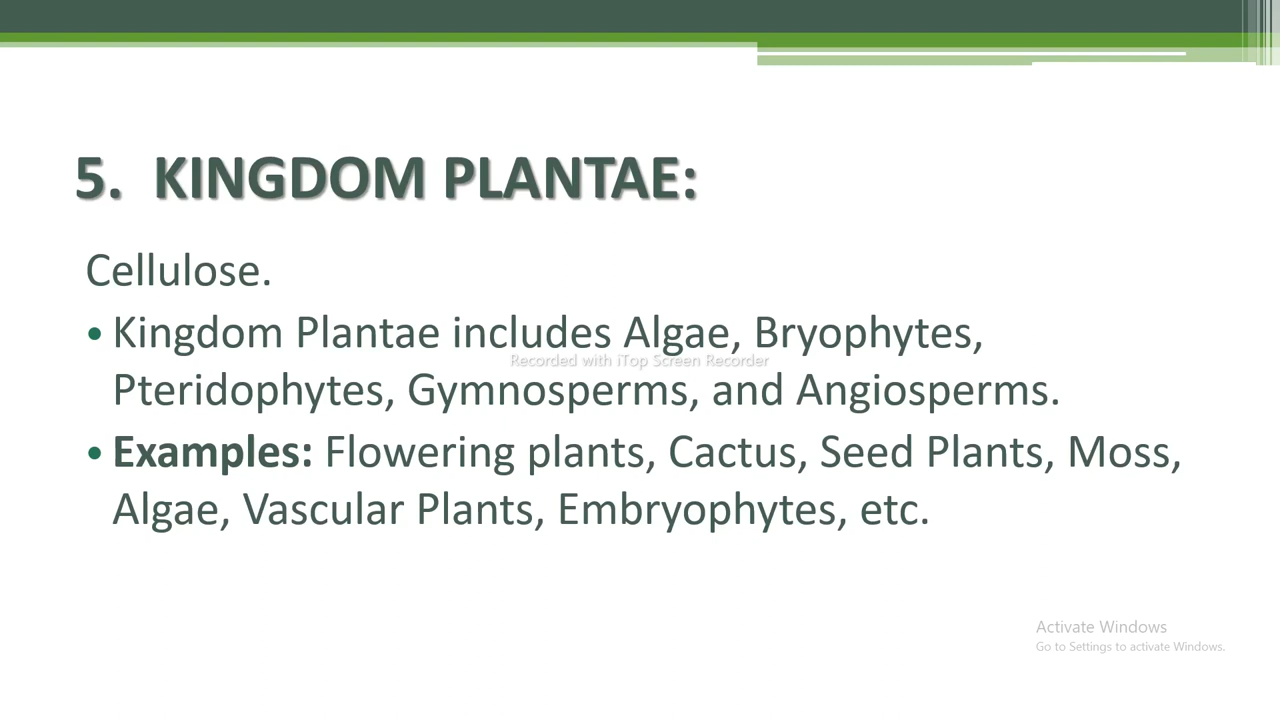 5. KINGDOM PLANTAE:
Cellulose.
• Kingdom Plantae includes Algae, Bryophytes,
Recorded with iTop Screen Recorder
Pteridophytes, Gymnosperms, and Angiosperms.
• Examples: Flowering plants, Cactus, Seed Plants, Moss,
Algae, Vascular Plants, Embryophytes, etc.
Activate Windows
Go to Settings to activate Windows.